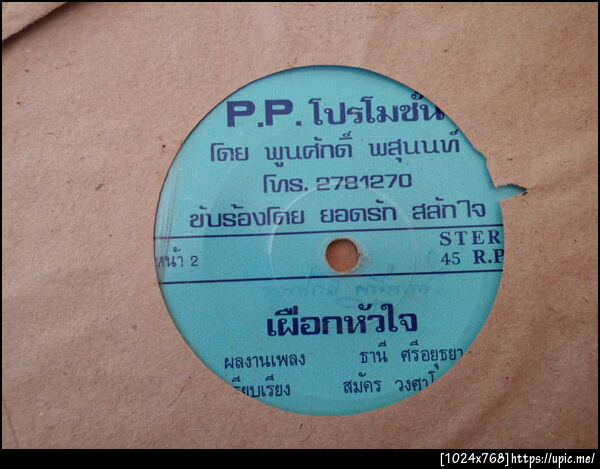 P.P. โปรโมชั่น
โดย พูนศักดิ์ พสุนนท์
โทร. 2781270
ขับร้องโดย ยอดรัก สลักใจ
หน้า 2 STER
45 R.P
เผือกหัวใจ
ผลงานเพลง ธานี ศรีอยุธยา
รียบเรียง สมัคร วงศา
[1024x768]https://upic.me/